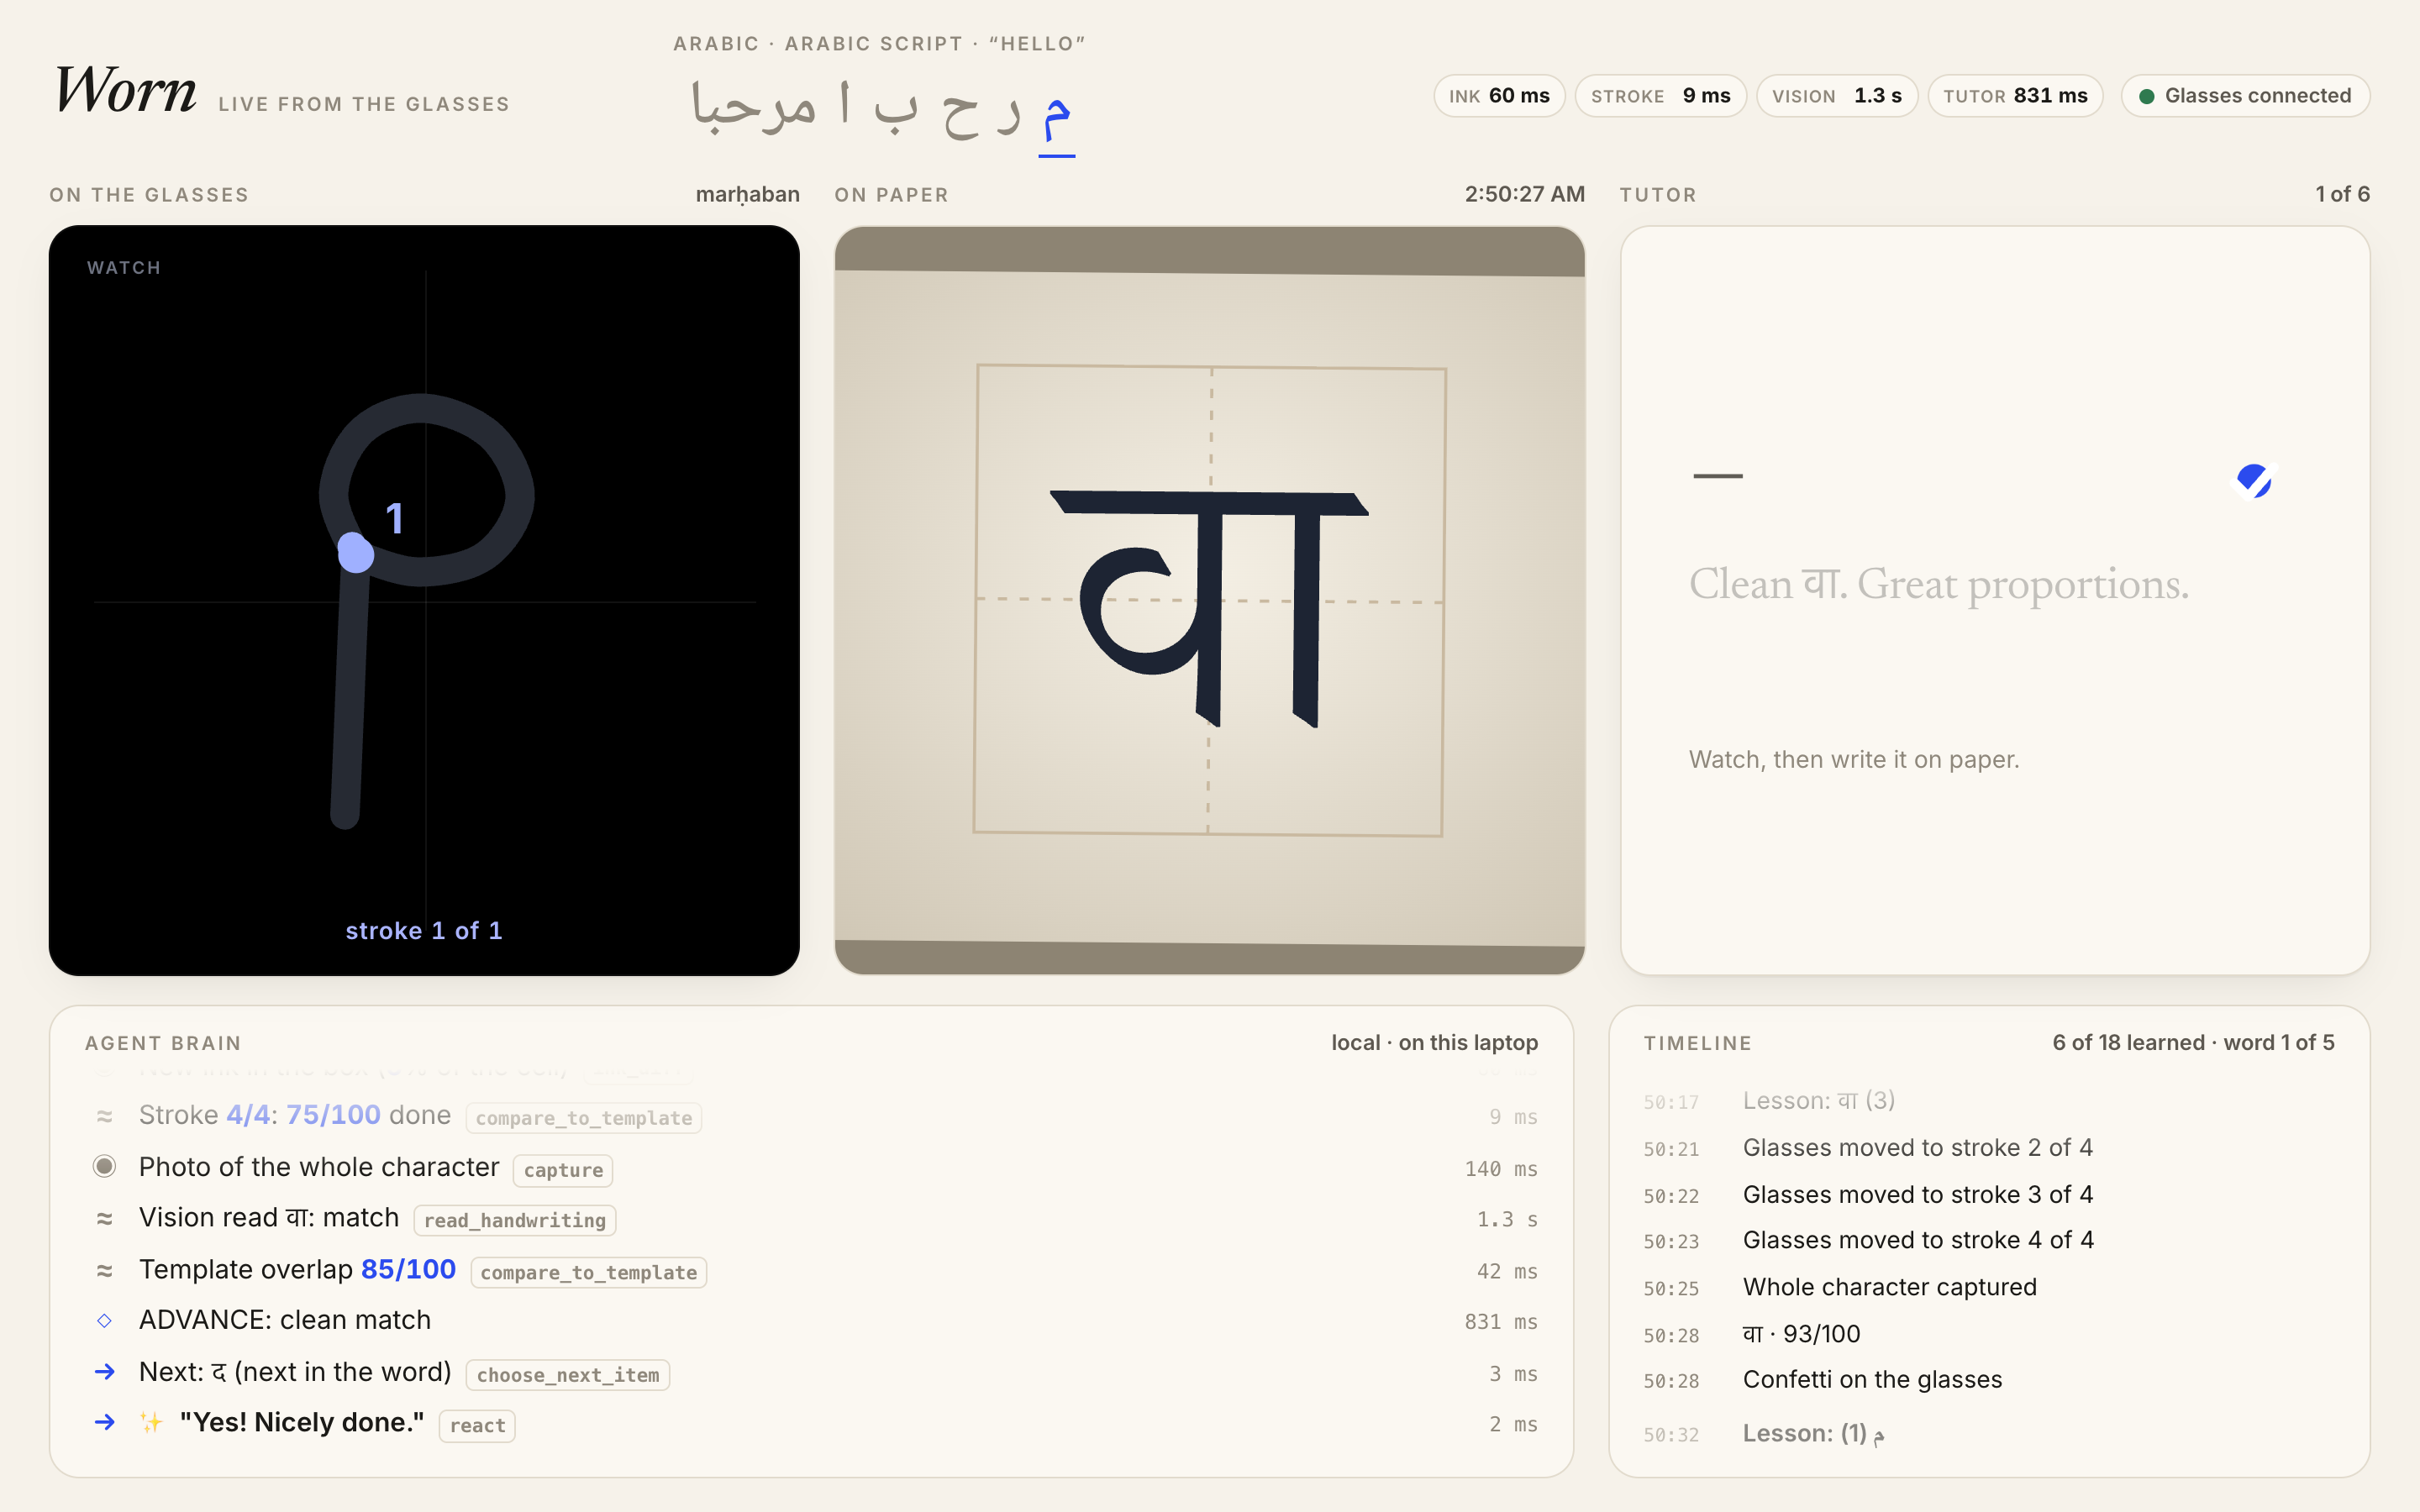 ARABIC · ARABIC SCRIPT · “HELLO”
Worn LIVE FROM THE GLASSES
م ر ح ب ا مرحبا
INK 60 ms STROKE 9 ms VISION 1.3 s TUTOR 831 ms Glasses connected
ON THE GLASSES marḥaban
ON PAPER 2:50:27 AM
TUTOR 1 of 6
WATCH
1
stroke 1 of 1
वा
—
Clean वा. Great proportions.
Watch, then write it on paper.
AGENT BRAIN local · on this laptop
≈ Stroke 4/4: 75/100 done compare_to_template 9 ms
Photo of the whole character capture 140 ms
≈ Vision read वा: match read_handwriting 1.3 s
≈ Template overlap 85/100 compare_to_template 42 ms
◇ ADVANCE: clean match 831 ms
→ Next: द (next in the word) choose_next_item 3 ms
→ ✨ "Yes! Nicely done." react 2 ms
TIMELINE 6 of 18 learned · word 1 of 5
50:17 Lesson: वा (3)
50:21 Glasses moved to stroke 2 of 4
50:22 Glasses moved to stroke 3 of 4
50:23 Glasses moved to stroke 4 of 4
50:25 Whole character captured
50:28 वा · 93/100
50:28 Confetti on the glasses
50:32 Lesson: م (1)